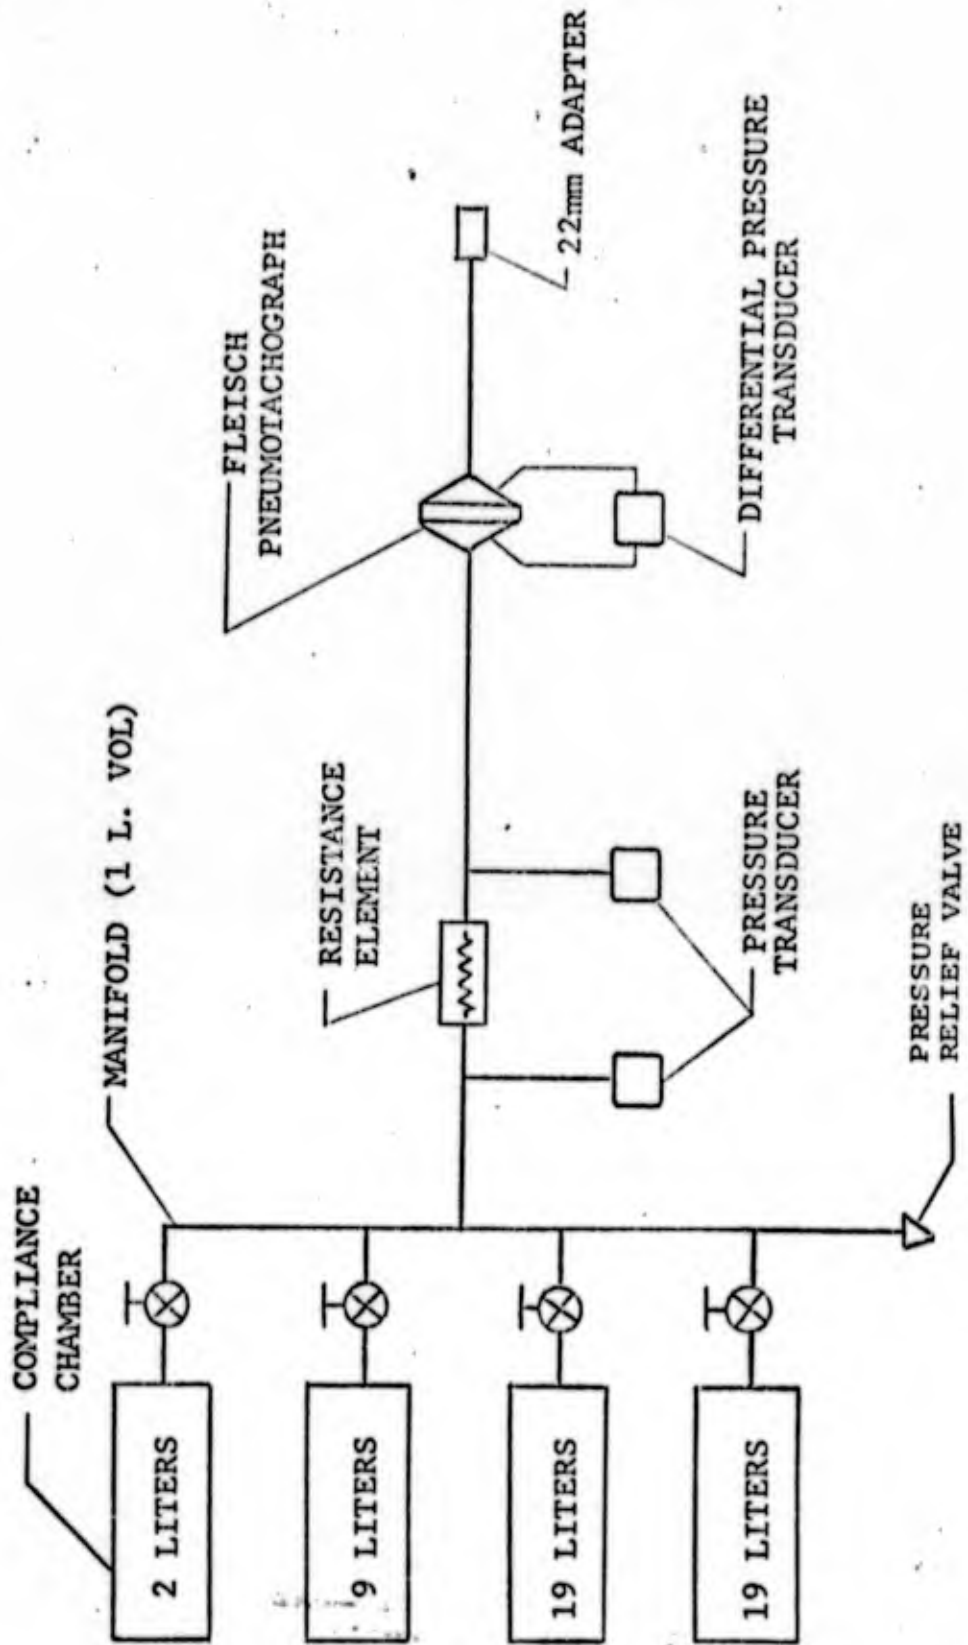 COMPLIANCE
CHAMBER
MANIFOLD (1 L. VOL)
FLEISCH
PNEUMOTACHOGRAPH
RESISTANCE
ELEMENT
22mm ADAPTER
2 LITERS
9 LITERS
19 LITERS
19 LITERS
PRESSURE
TRANSDUCER
DIFFERENTIAL PRESSURE
TRANSDUCER
PRESSURE
RELIEF VALVE